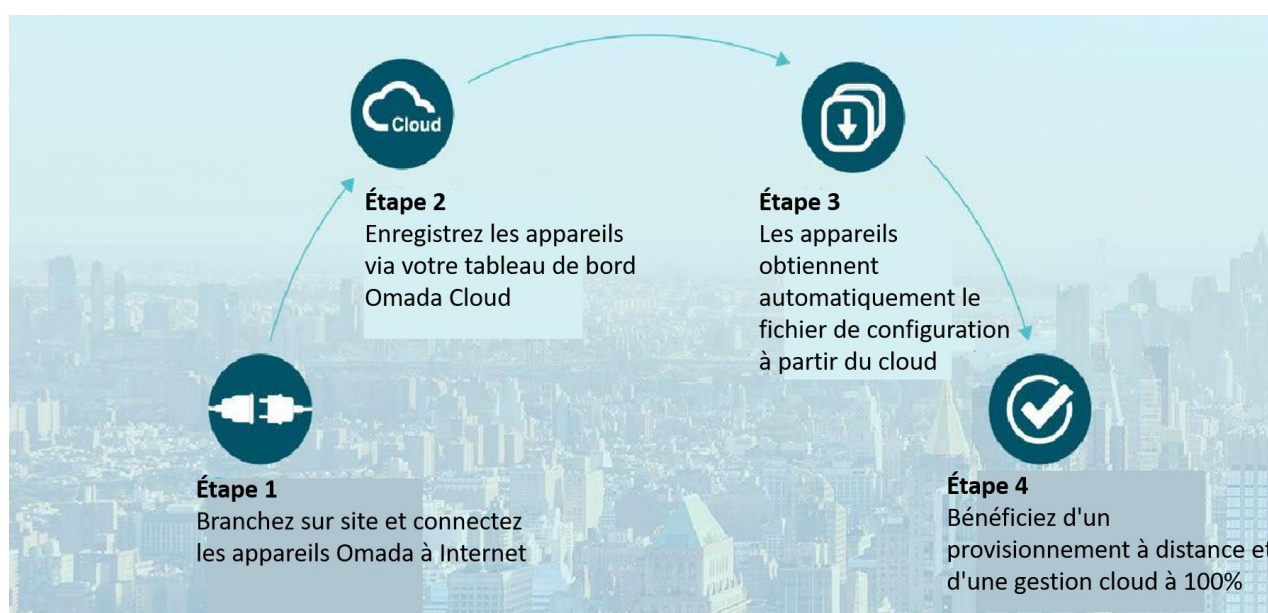 Cloud
Étape 2
Enregistrez les appareils
via votre tableau de bord
Omada Cloud
Étape 3
Les appareils
obtiennent
automatiquement le
fichier de configuration
à partir du cloud
Étape 1
Branchez sur site et connectez
les appareils Omada à Internet
Étape 4
Bénéficiez d'un
provisionnement à distance et
d'une gestion cloud à 100%